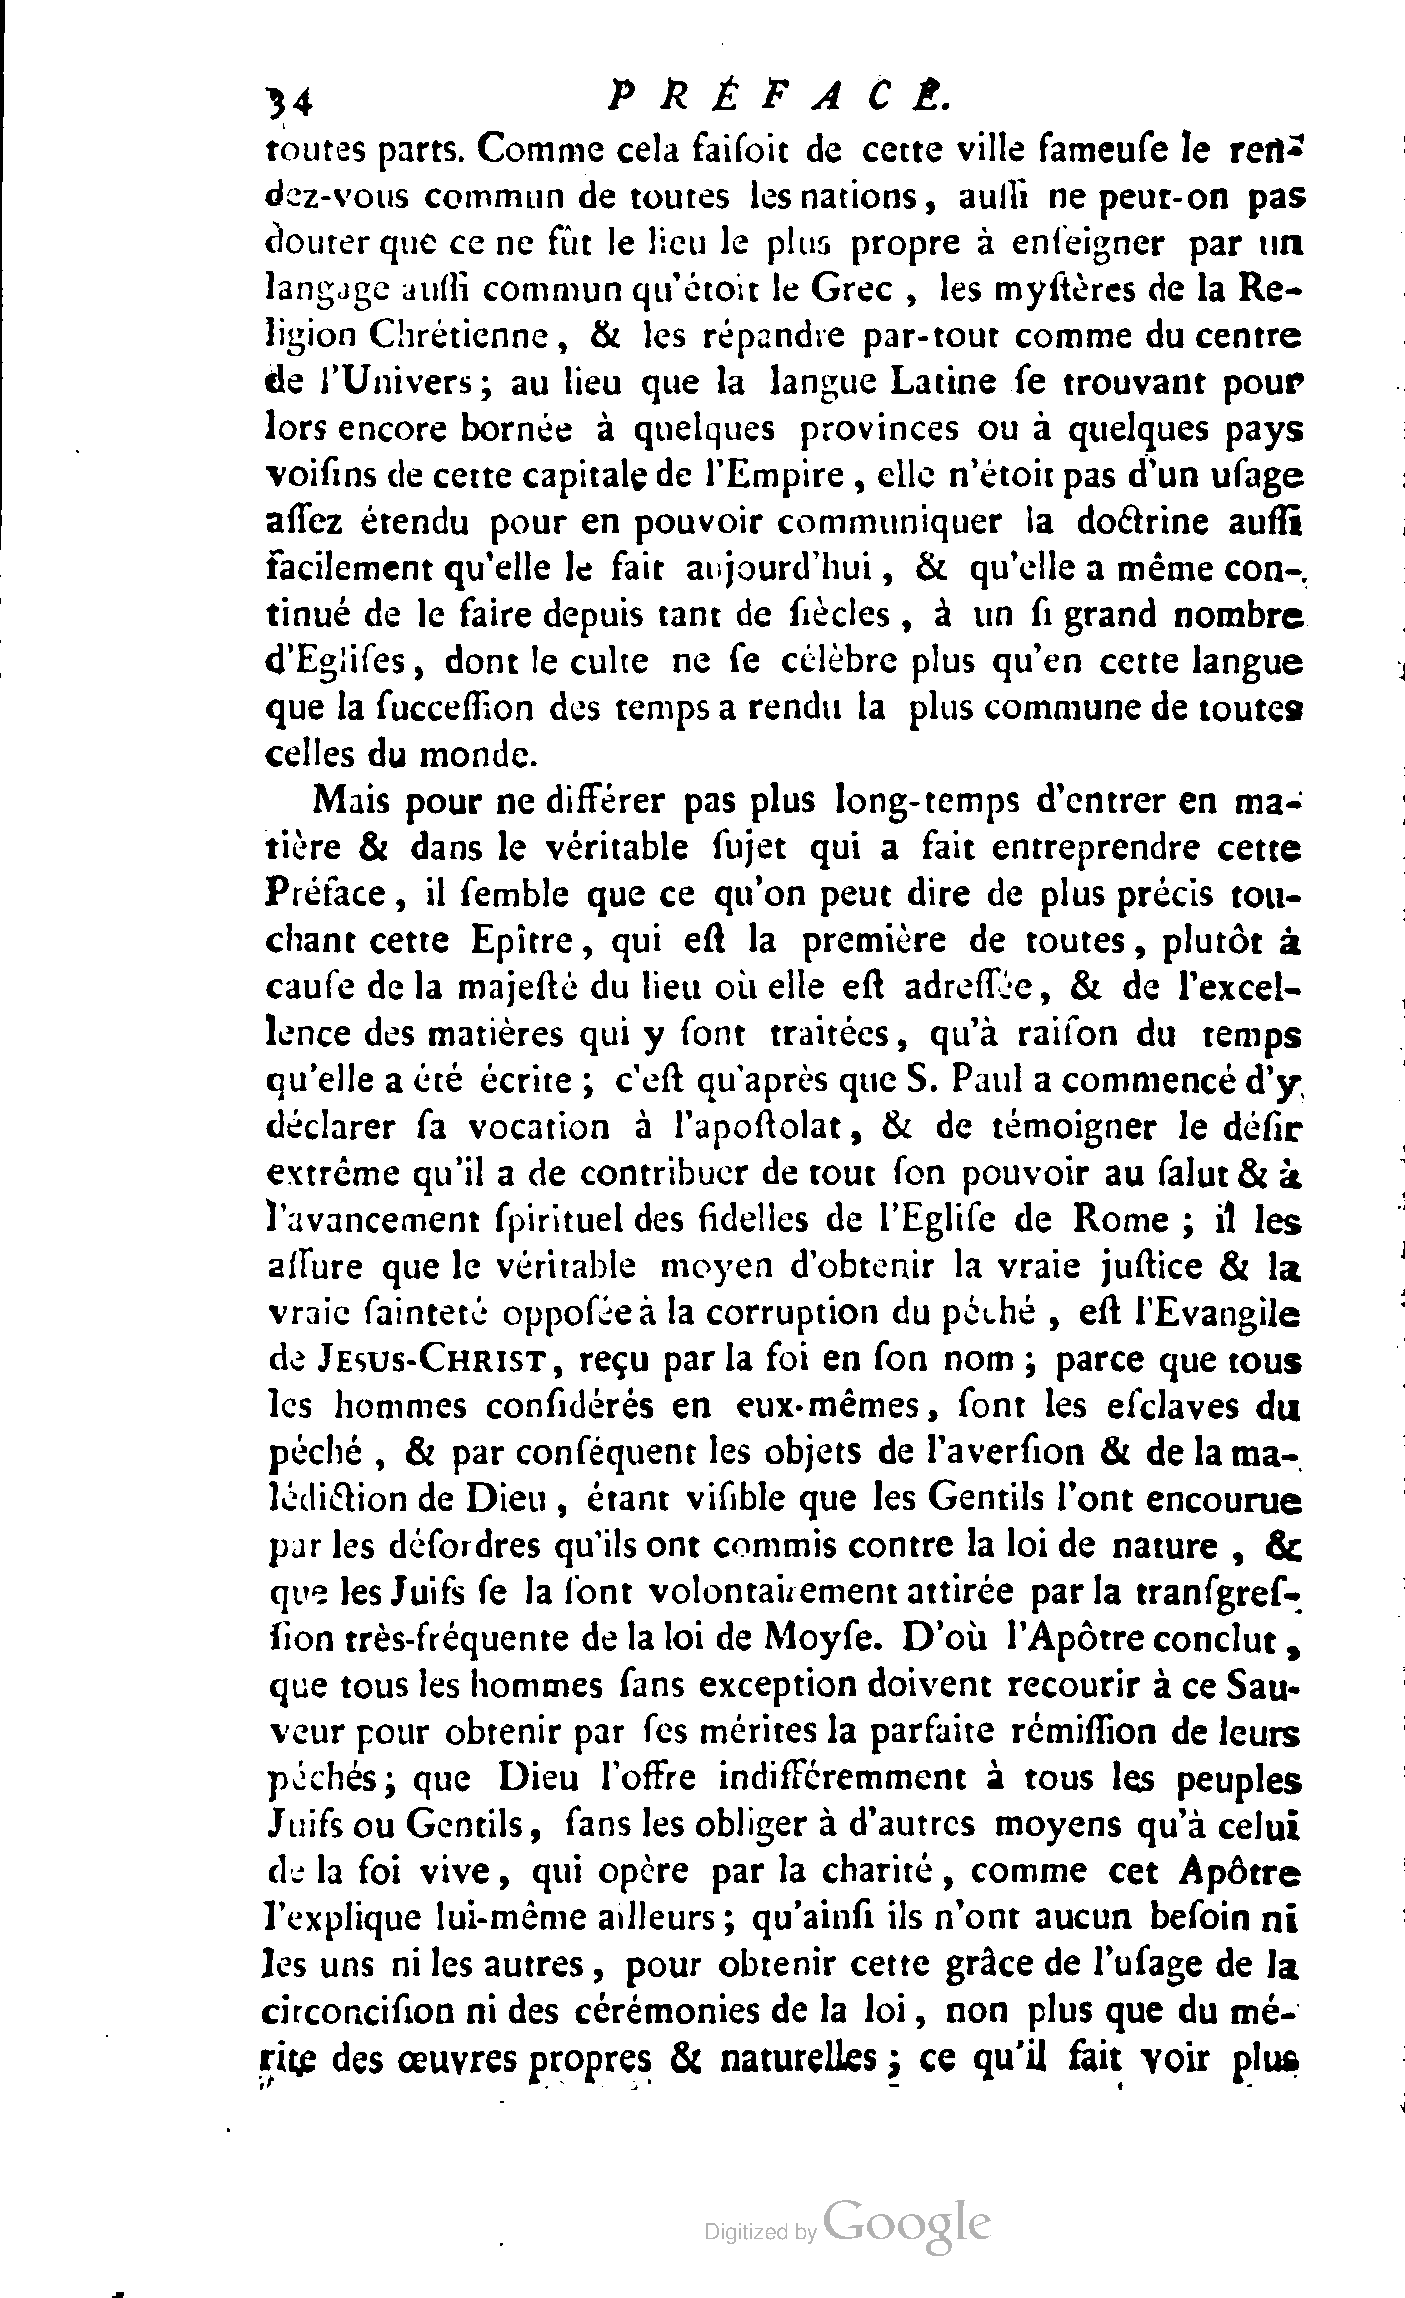 34 PRÉFACE.
toutes parts. Comme cela faiſoit de cette ville fameuſe le ren-
dez-vous commun de toutes les nations, auſſi ne peut-on pas
douter que ce ne fût le lieu le plus propre à enſeigner par un
langage auſſi commun qu'étoit le Grec , les myſtères de la Re-
ligion Chrétienne, & les répandre par-tout comme du centre
de l'Univers ; au lieu que la langue Latine ſe trouvant pour
lors encore bornée à quelques provinces ou à quelques pays
voiſins de cette capitale de l'Empire , elle n'étoit pas d'un uſage
aſſez étendu pour en pouvoir communiquer la doctrine auſſi
facilement qu'elle le fait aujourd'hui , & qu'elle a même con-
tinué de le faire depuis tant de ſiècles , à un ſi grand nombre
d'Egliſes, dont le culte ne ſe célèbre plus qu'en cette langue
que la ſucceſſion des temps a rendu la plus commune de toutes
celles du monde.
Mais pour ne différer pas plus long-temps d'entrer en ma-
tière & dans le véritable ſujet qui a fait entreprendre cette
Préface , il ſemble que ce qu'on peut dire de plus précis tou-
chant cette Epître, qui eſt la première de toutes, plutôt à
cauſe de la majeſté du lieu où elle eſt adreſſée, & de l'excel-
lence des matières qui y ſont traitées, qu'à raiſon du temps
qu'elle a été écrite ; c'eſt qu'après que S. Paul a commencé d'y
déclarer ſa vocation à l'apoſtolat, & de témoigner le déſir
extrême qu'il a de contribuer de tout ſon pouvoir au ſalut & à
l'avancement ſpirituel des fidelles de l'Egliſe de Rome ; il les
aſſure que le véritable moyen d'obtenir la vraie juſtice & la
vraie ſainteté oppoſée à la corruption du péché , eſt l'Evangile
de JESUS-CHRIST, reçu par la foi en ſon nom ; parce que tous
les hommes conſidérés en eux-mêmes, ſont les eſclaves du
péché , & par conſéquent les objets de l'averſion & de la ma-
lédiction de Dieu , étant viſible que les Gentils l'ont encourue
par les déſordres qu'ils ont commis contre la loi de nature , &
que les Juifs ſe la ſont volontairement attirée par la tranſgreſ-
ſion très-fréquente de la loi de Moyſe. D'où l'Apôtre conclut ,
que tous les hommes ſans exception doivent recourir à ce Sau-
veur pour obtenir par ſes mérites la parfaite rémiſſion de leurs
péchés ; que Dieu l'offre indifféremment à tous les peuples
Juifs ou Gentils, ſans les obliger à d'autres moyens qu'à celui
de la foi vive, qui opère par la charité , comme cet Apôtre
l'explique lui-même ailleurs ; qu'ainſi ils n'ont aucun beſoin ni
les uns ni les autres , pour obtenir cette grâce de l'uſage de la
circonciſion ni des cérémonies de la loi , non plus que du mé-
rite des œuvres propres & naturelles ; ce qu'il fait voir plus
Digitized by Google